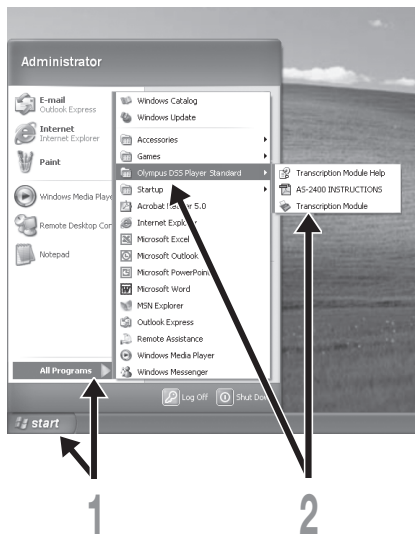 Administrator
E-mail
Outlook Express
Internet
Internet Explorer
Paint
Windows Media Playe
Remote Desktop Con
Notepad
All Programs
Windows Catalog
Windows Update
Accessories
Games
Olympus DSS Player Standard
Startup
Acrobat Reader 5.0
Internet Explorer
Microsoft Excel
Microsoft Outlook
Microsoft PowerPoint
Microsoft Word
MSN Explorer
Outlook Express
Remote Assistance
Windows Media Player
Windows Messenger
Transcription Module Help
AS-2400 INSTRUCTIONS
Transcription Module
Log Off
Shut Do
start
1
2